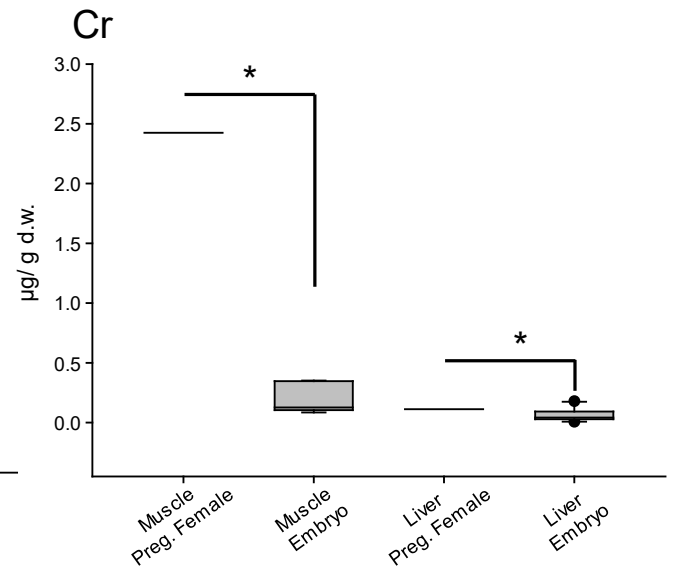 Cr
3.0
*
2.5
2.0
1.5
1.0
*
0.5
0.0
µg/ g d.w.
Muscle
Preg. Female
Muscle
Embryo
Liver
Preg. Female
Liver
Embryo